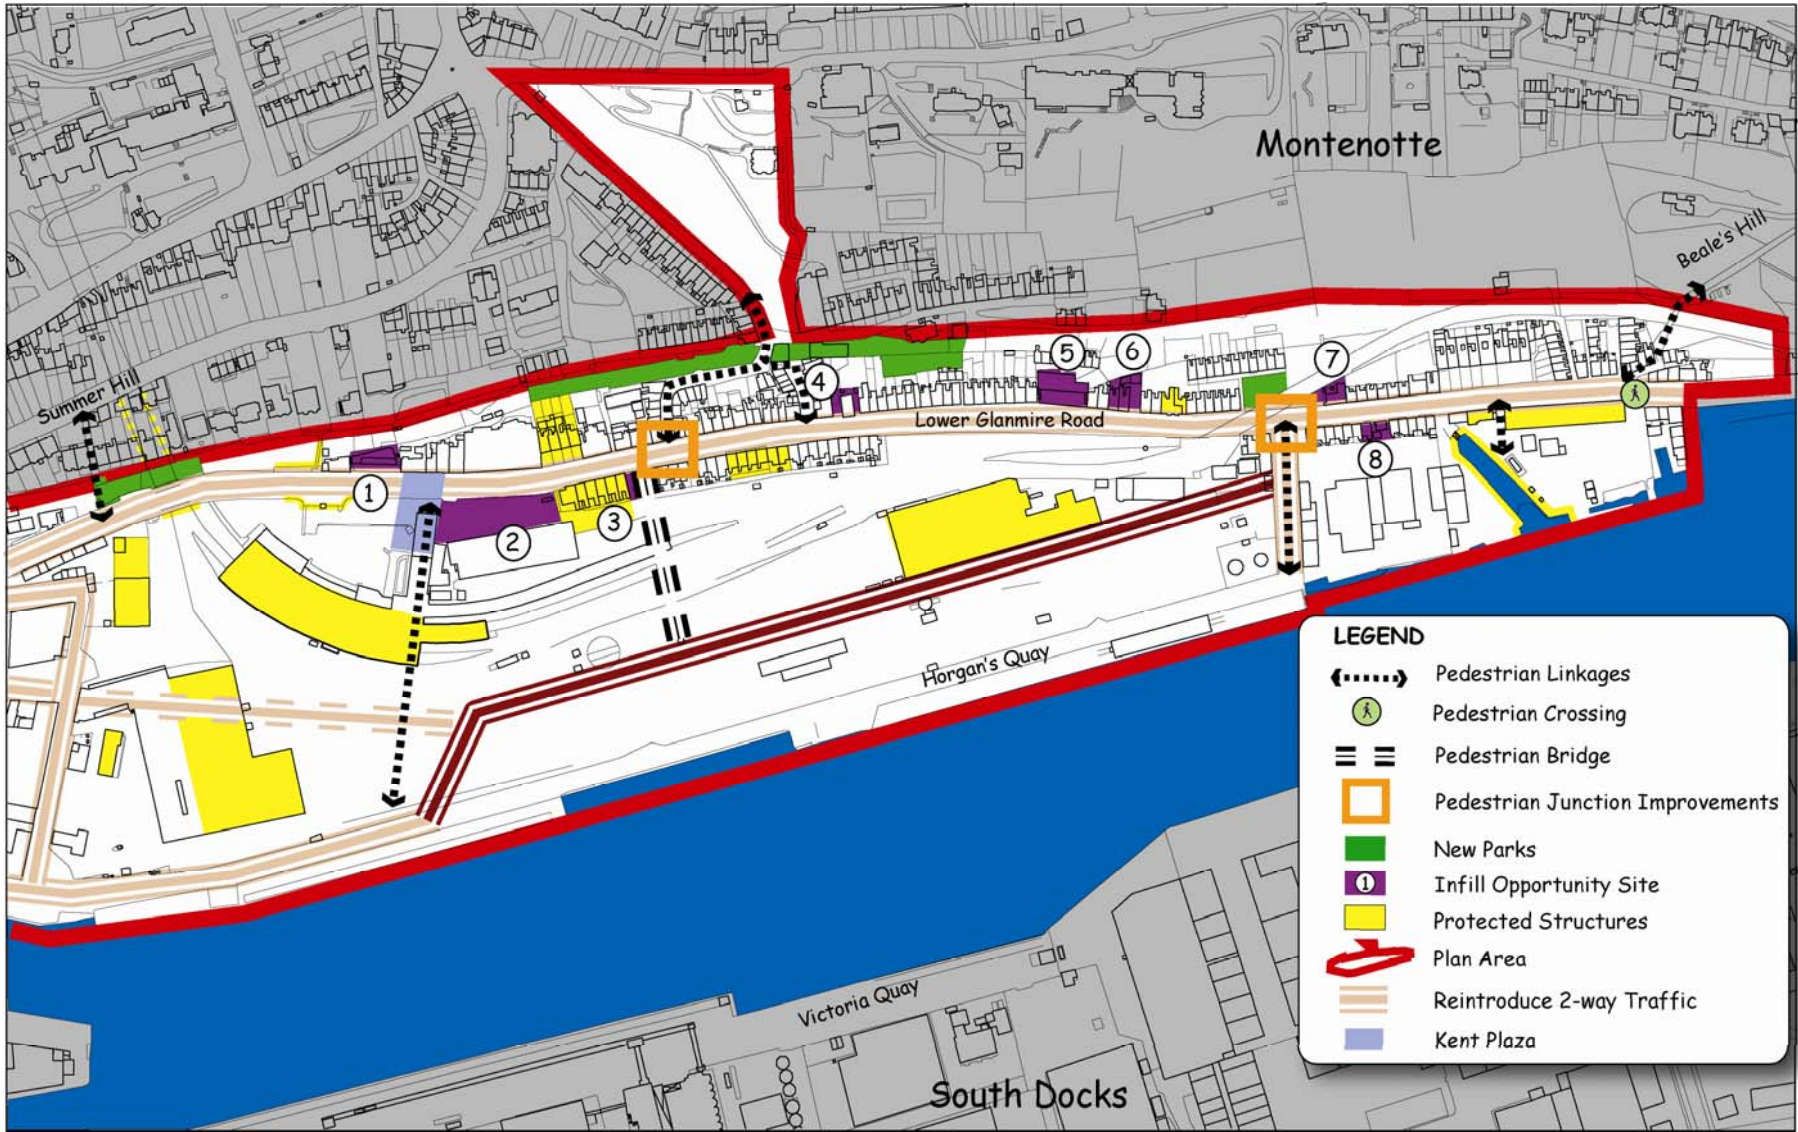 Montenotte
Beale's Hill
Summer Hill
5
6
7
4
Lower Glanmire Road
8
1
3
2
Horgan's Quay
LEGEND
Pedestrian Linkages
Pedestrian Crossing
Pedestrian Bridge
Pedestrian Junction Improvements
New Parks
1 Infill Opportunity Site
Protected Structures
Plan Area
Reintroduce 2-way Traffic
Kent Plaza
Victoria Quay
South Docks